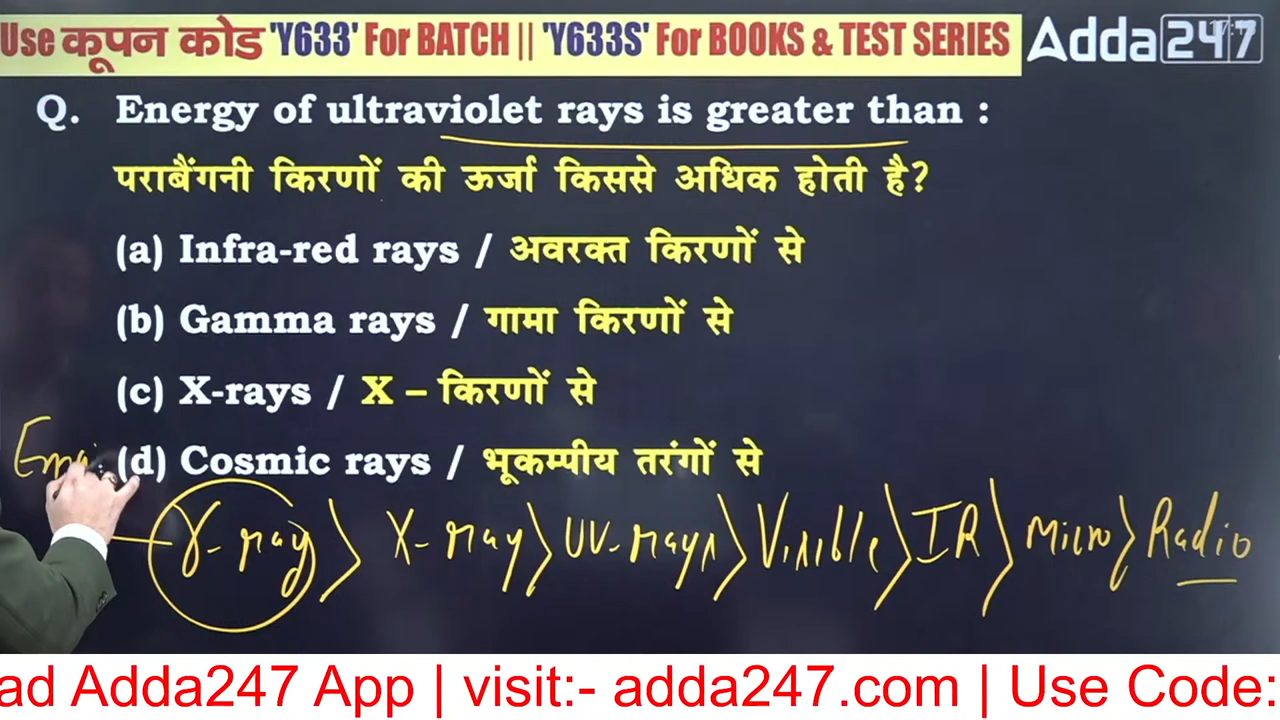 Use कूपन कोड 'Y633' For BATCH || 'Y633S' For BOOKS & TEST SERIES
Adda247
Q. Energy of ultraviolet rays is greater than :
पराबैंगनी किरणों की ऊर्जा किससे अधिक होती है?
(a) Infra-red rays / अवरक्त किरणों से
(b) Gamma rays / गामा किरणों से
(c) X-rays / X – किरणों से
(d) Cosmic rays / भूकम्पीय तरंगों से
γ-ray > X-ray > UV-rays > Visible > IR > Micro > Radio
ad Adda247 App | visit:- adda247.com | Use Code: